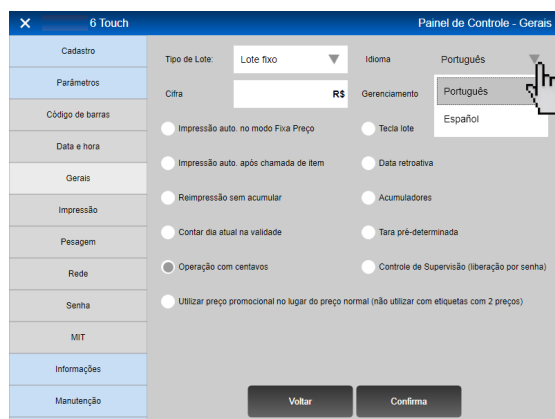 6 Touch
Painel de Controle - Gerais
Cadastro
Parâmetros
Código de barras
Data e hora
Gerais
Impressão
Pesagem
Rede
Senha
MIT
Informações
Manutenção
Tipo de Lote: Lote fixo
Idioma Português
Cifra R$
Gerenciamento
Português
Español
Impressão auto. no modo Fixa Preço
Tecla lote
Impressão auto. após chamada de item
Data retroativa
Reimpressão sem acumular
Acumuladores
Contar dia atual na validade
Tara pré-determinada
Operação com centavos
Controle de Supervisão (liberação por senha)
Utilizar preço promocional no lugar do preço normal (não utilizar com etiquetas com 2 preços)
Voltar
Confirma